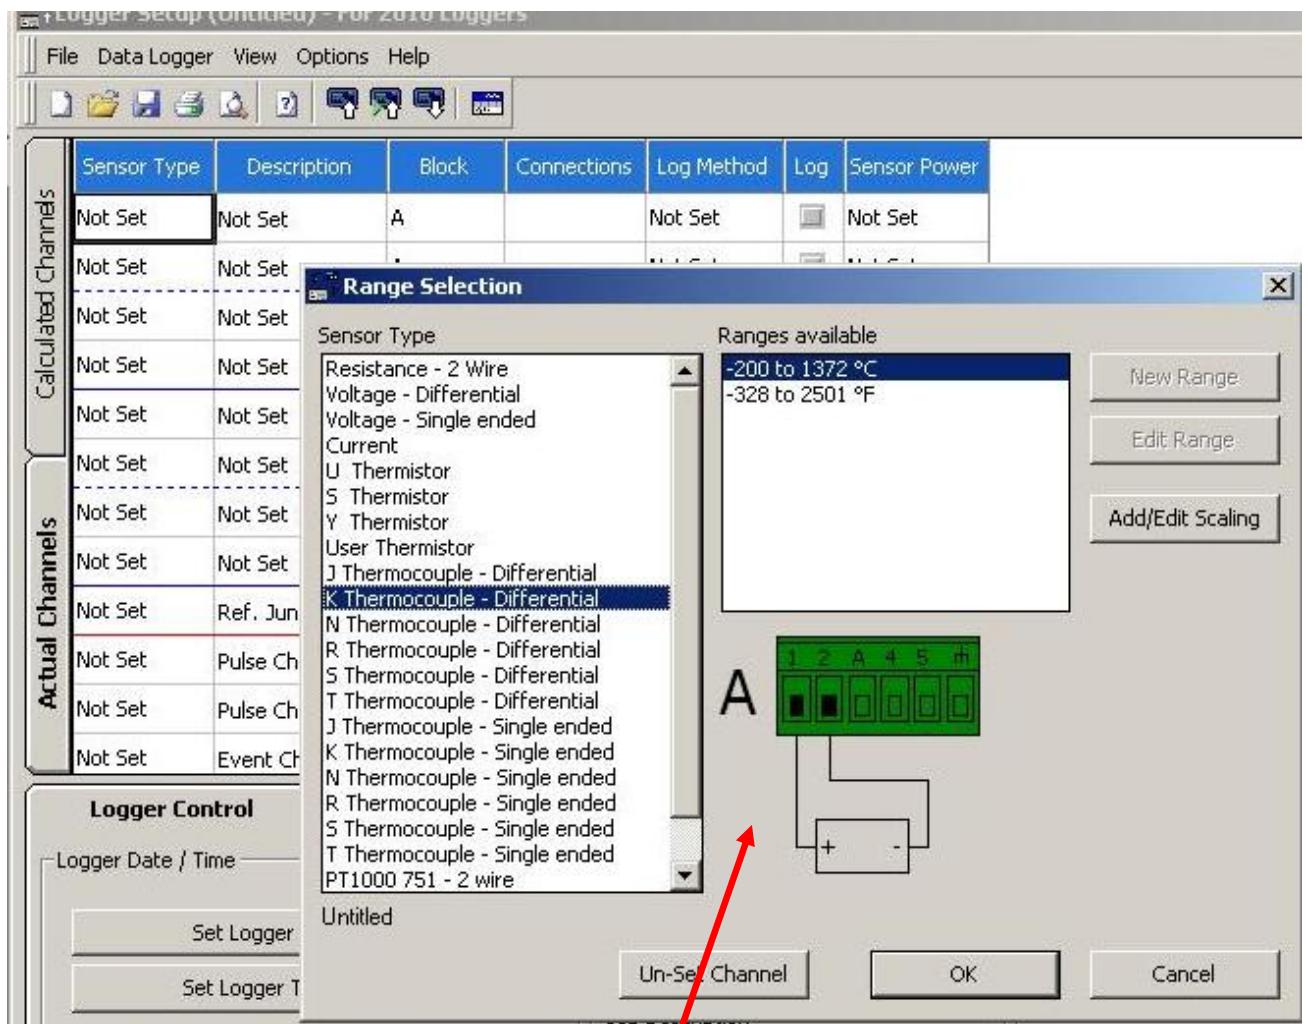 Logger Setup (Untitled) - For 2010 Loggers
File Data Logger View Options Help
Sensor Type Description Block Connections Log Method Log Sensor Power
Calculated Channels
Actual Channels
Not Set Not Set A Not Set Not Set
Not Set Not Set
Not Set Not Set
Not Set Not Set
Not Set Not Set
Not Set Not Set
Not Set Not Set
Not Set Not Set
Not Set Ref. Jun
Not Set Pulse Ch
Not Set Pulse Ch
Not Set Event Ch
Logger Control
Logger Date / Time
Set Logger
Set Logger T
Range Selection
Sensor Type
Resistance - 2 Wire
Voltage - Differential
Voltage - Single ended
Current
U Thermistor
S Thermistor
Y Thermistor
User Thermistor
J Thermocouple - Differential
K Thermocouple - Differential
N Thermocouple - Differential
R Thermocouple - Differential
S Thermocouple - Differential
T Thermocouple - Differential
J Thermocouple - Single ended
K Thermocouple - Single ended
N Thermocouple - Single ended
R Thermocouple - Single ended
S Thermocouple - Single ended
T Thermocouple - Single ended
PT1000 751 - 2 wire
Untitled
Ranges available
-200 to 1372 °C
-328 to 2501 °F
New Range
Edit Range
Add/Edit Scaling
A
1 2 A 4 5
+ -
Un-Set Channel
OK
Cancel